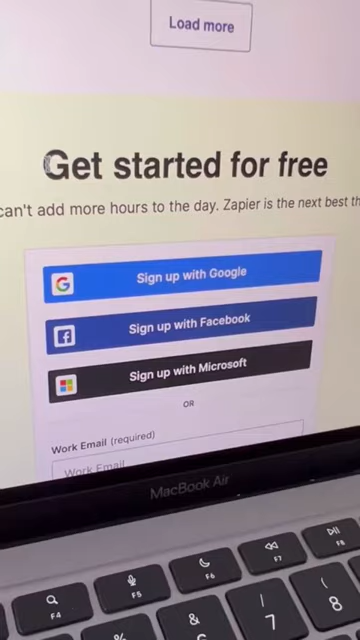 Load more
Get started for free
can't add more hours to the day. Zapier is the next best
Sign up with Google
Sign up with Facebook
Sign up with Microsoft
OR
Work Email (required)
Work Email
MacBook Air
F4
F5
F6
F7
F8
&
7
(
8
%